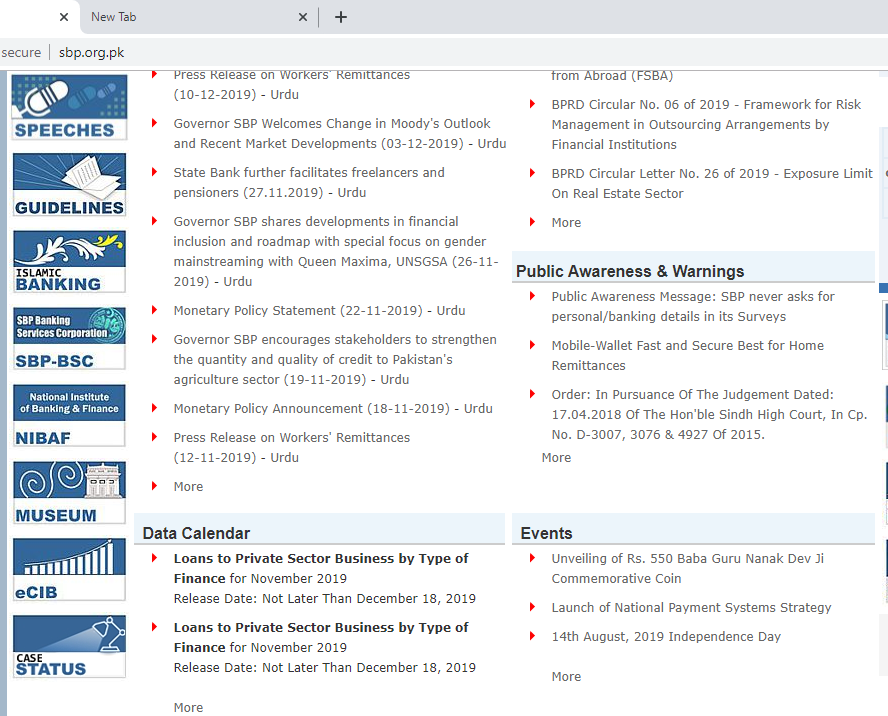 New Tab
secure
sbp.org.pk
SPEECHES
GUIDELINES
ISLAMIC
BANKING
SBP Banking
Services Corporation
SBP-BSC
National Institute
of Banking & Finance
NIBAF
MUSEUM
eCIB
CASE
STATUS
Press Release on Workers' Remittances
(10-12-2019) - Urdu
Governor SBP Welcomes Change in Moody's Outlook
and Recent Market Developments (03-12-2019) - Urdu
State Bank further facilitates freelancers and
pensioners (27.11.2019) - Urdu
Governor SBP shares developments in financial
inclusion and roadmap with special focus on gender
mainstreaming with Queen Maxima, UNSGSA (26-11-
2019) - Urdu
Monetary Policy Statement (22-11-2019) - Urdu
Governor SBP encourages stakeholders to strengthen
the quantity and quality of credit to Pakistan's
agriculture sector (19-11-2019) - Urdu
Monetary Policy Announcement (18-11-2019) - Urdu
Press Release on Workers' Remittances
(12-11-2019) - Urdu
More
Data Calendar
Loans to Private Sector Business by Type of
Finance for November 2019
Release Date: Not Later Than December 18, 2019
Loans to Private Sector Business by Type of
Finance for November 2019
Release Date: Not Later Than December 18, 2019
More
from Abroad (FSBA)
BPRD Circular No. 06 of 2019 - Framework for Risk
Management in Outsourcing Arrangements by
Financial Institutions
BPRD Circular Letter No. 26 of 2019 - Exposure Limit
On Real Estate Sector
More
Public Awareness & Warnings
Public Awareness Message: SBP never asks for
personal/banking details in its Surveys
Mobile-Wallet Fast and Secure Best for Home
Remittances
Order: In Pursuance Of The Judgement Dated:
17.04.2018 Of The Hon'ble Sindh High Court, In Cp.
No. D-3007, 3076 & 4927 Of 2015.
More
Events
Unveiling of Rs. 550 Baba Guru Nanak Dev Ji
Commemorative Coin
Launch of National Payment Systems Strategy
14th August, 2019 Independence Day
More